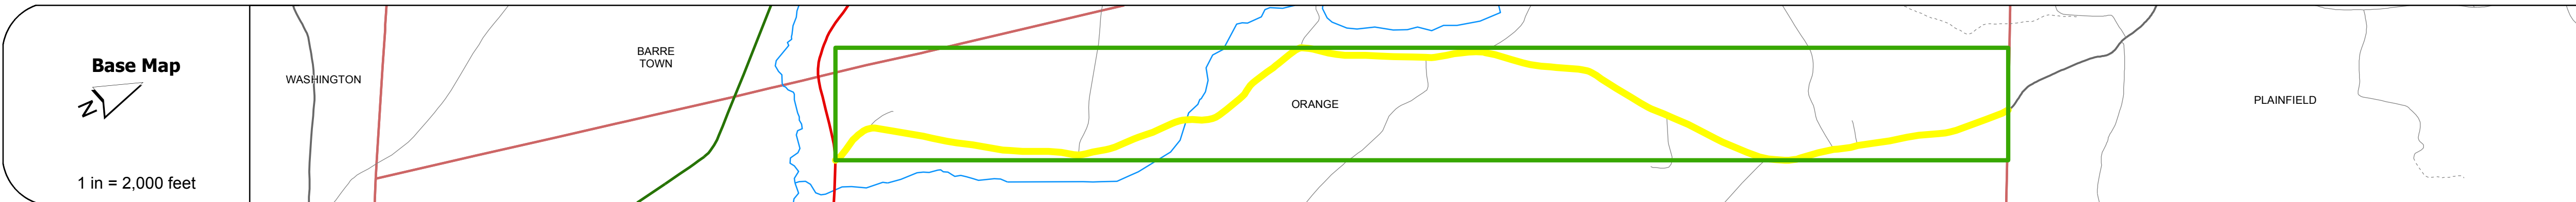 Base Map
N
1 in = 2,000 feet
WASHINGTON
BARRE
TOWN
ORANGE
PLAINFIELD